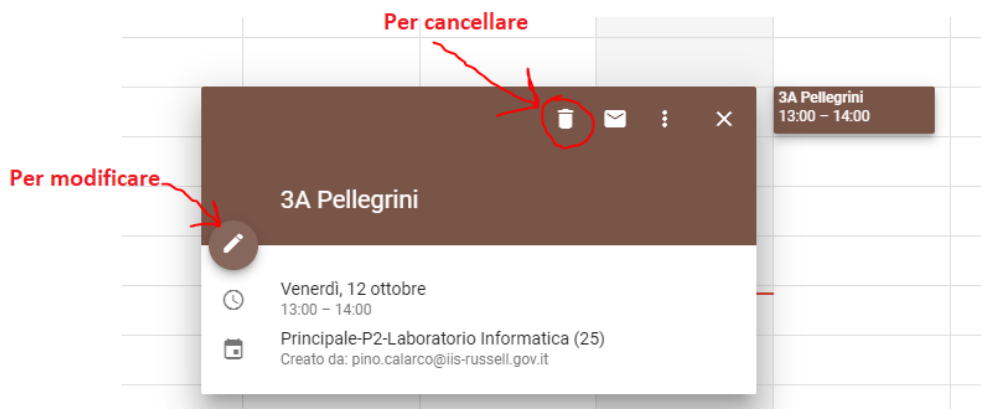 Per cancellare
3A Pellegrini
13:00 – 14:00
Per modificare
3A Pellegrini
Venerdì, 12 ottobre
13:00 – 14:00
Principale-P2-Laboratorio Informatica (25)
Creato da: pino.calarco@iis-russell.gov.it